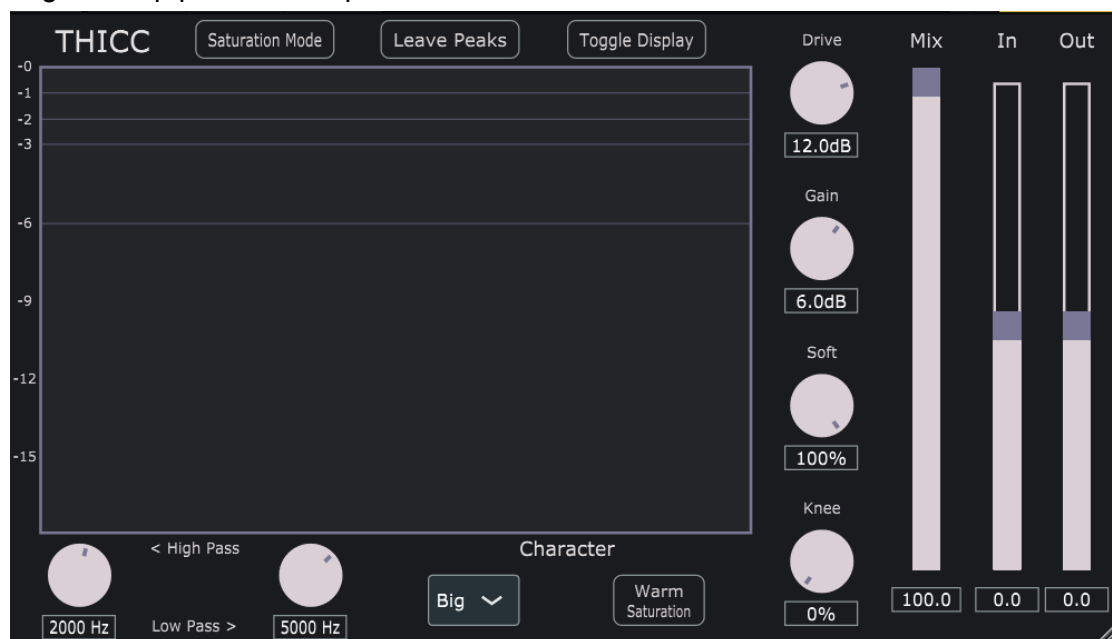 THICC
Saturation Mode
Leave Peaks
Toggle Display
Drive
Mix
In
Out
-0
-1
-2
-3
-6
-9
-12
-15
12.0dB
Gain
6.0dB
Soft
100%
Knee
0%
100.0
0.0
0.0
< High Pass
Low Pass >
2000 Hz
5000 Hz
Character
Big
Warm
Saturation